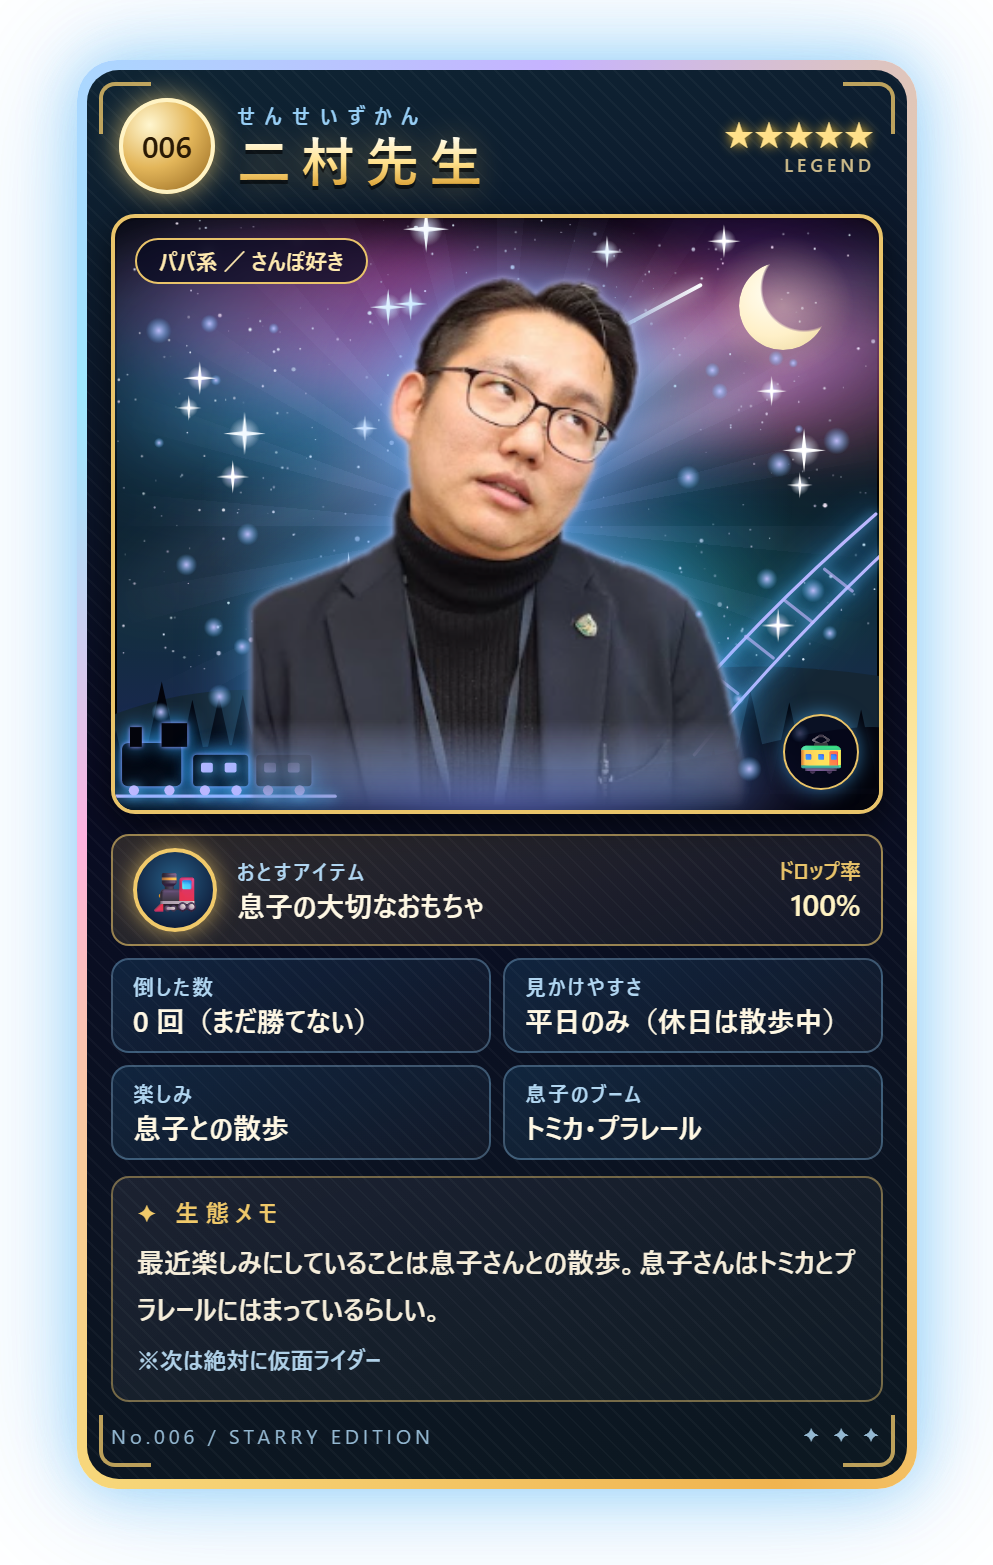 006
せんせいずかん
二村先生
★★★★★
LEGEND
パパ系 ／ さんぽ好き
おとすアイテム
息子の大切なおもちゃ
ドロップ率
100%
倒した数
0 回（まだ勝てない）
見かけやすさ
平日のみ（休日は散歩中）
楽しみ
息子との散歩
息子のブーム
トミカ・プラレール
✦ 生態メモ
最近楽しみにしていることは息子さんとの散歩。息子さんはトミカとプ
ラレールにはまっているらしい。
※次は絶対に仮面ライダー
No.006 / STARRY EDITION
✦ ✦ ✦